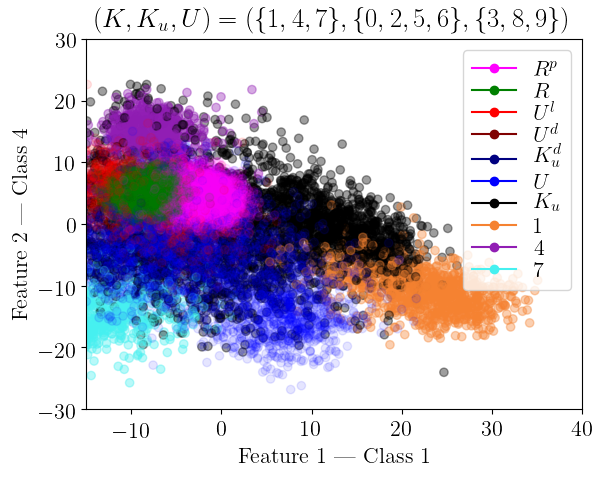 (K, K_u, U) = ({1, 4, 7}, {0, 2, 5, 6}, {3, 8, 9})
R^p
R
U^l
U^d
K_u^d
U
K_u
1
4
7
30
20
10
0
−10
−20
−30
−10
0
10
20
30
40
Feature 2 — Class 4
Feature 1 — Class 1